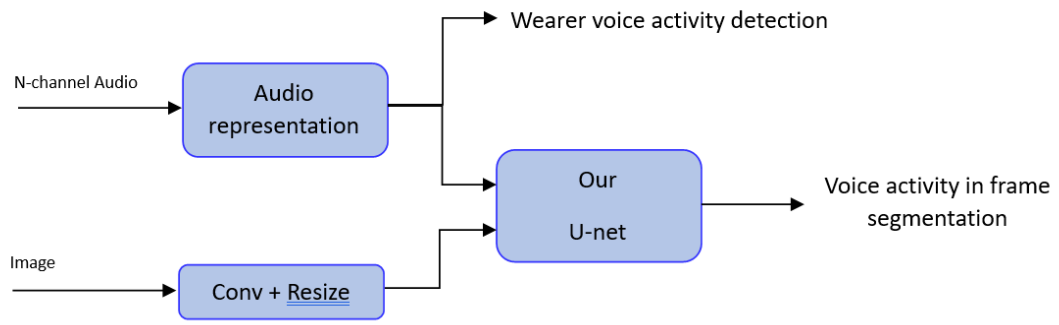 Wearer voice activity detection
N-channel Audio
Audio
representation
Our
U-net
Voice activity in frame
segmentation
Image
Conv + Resize